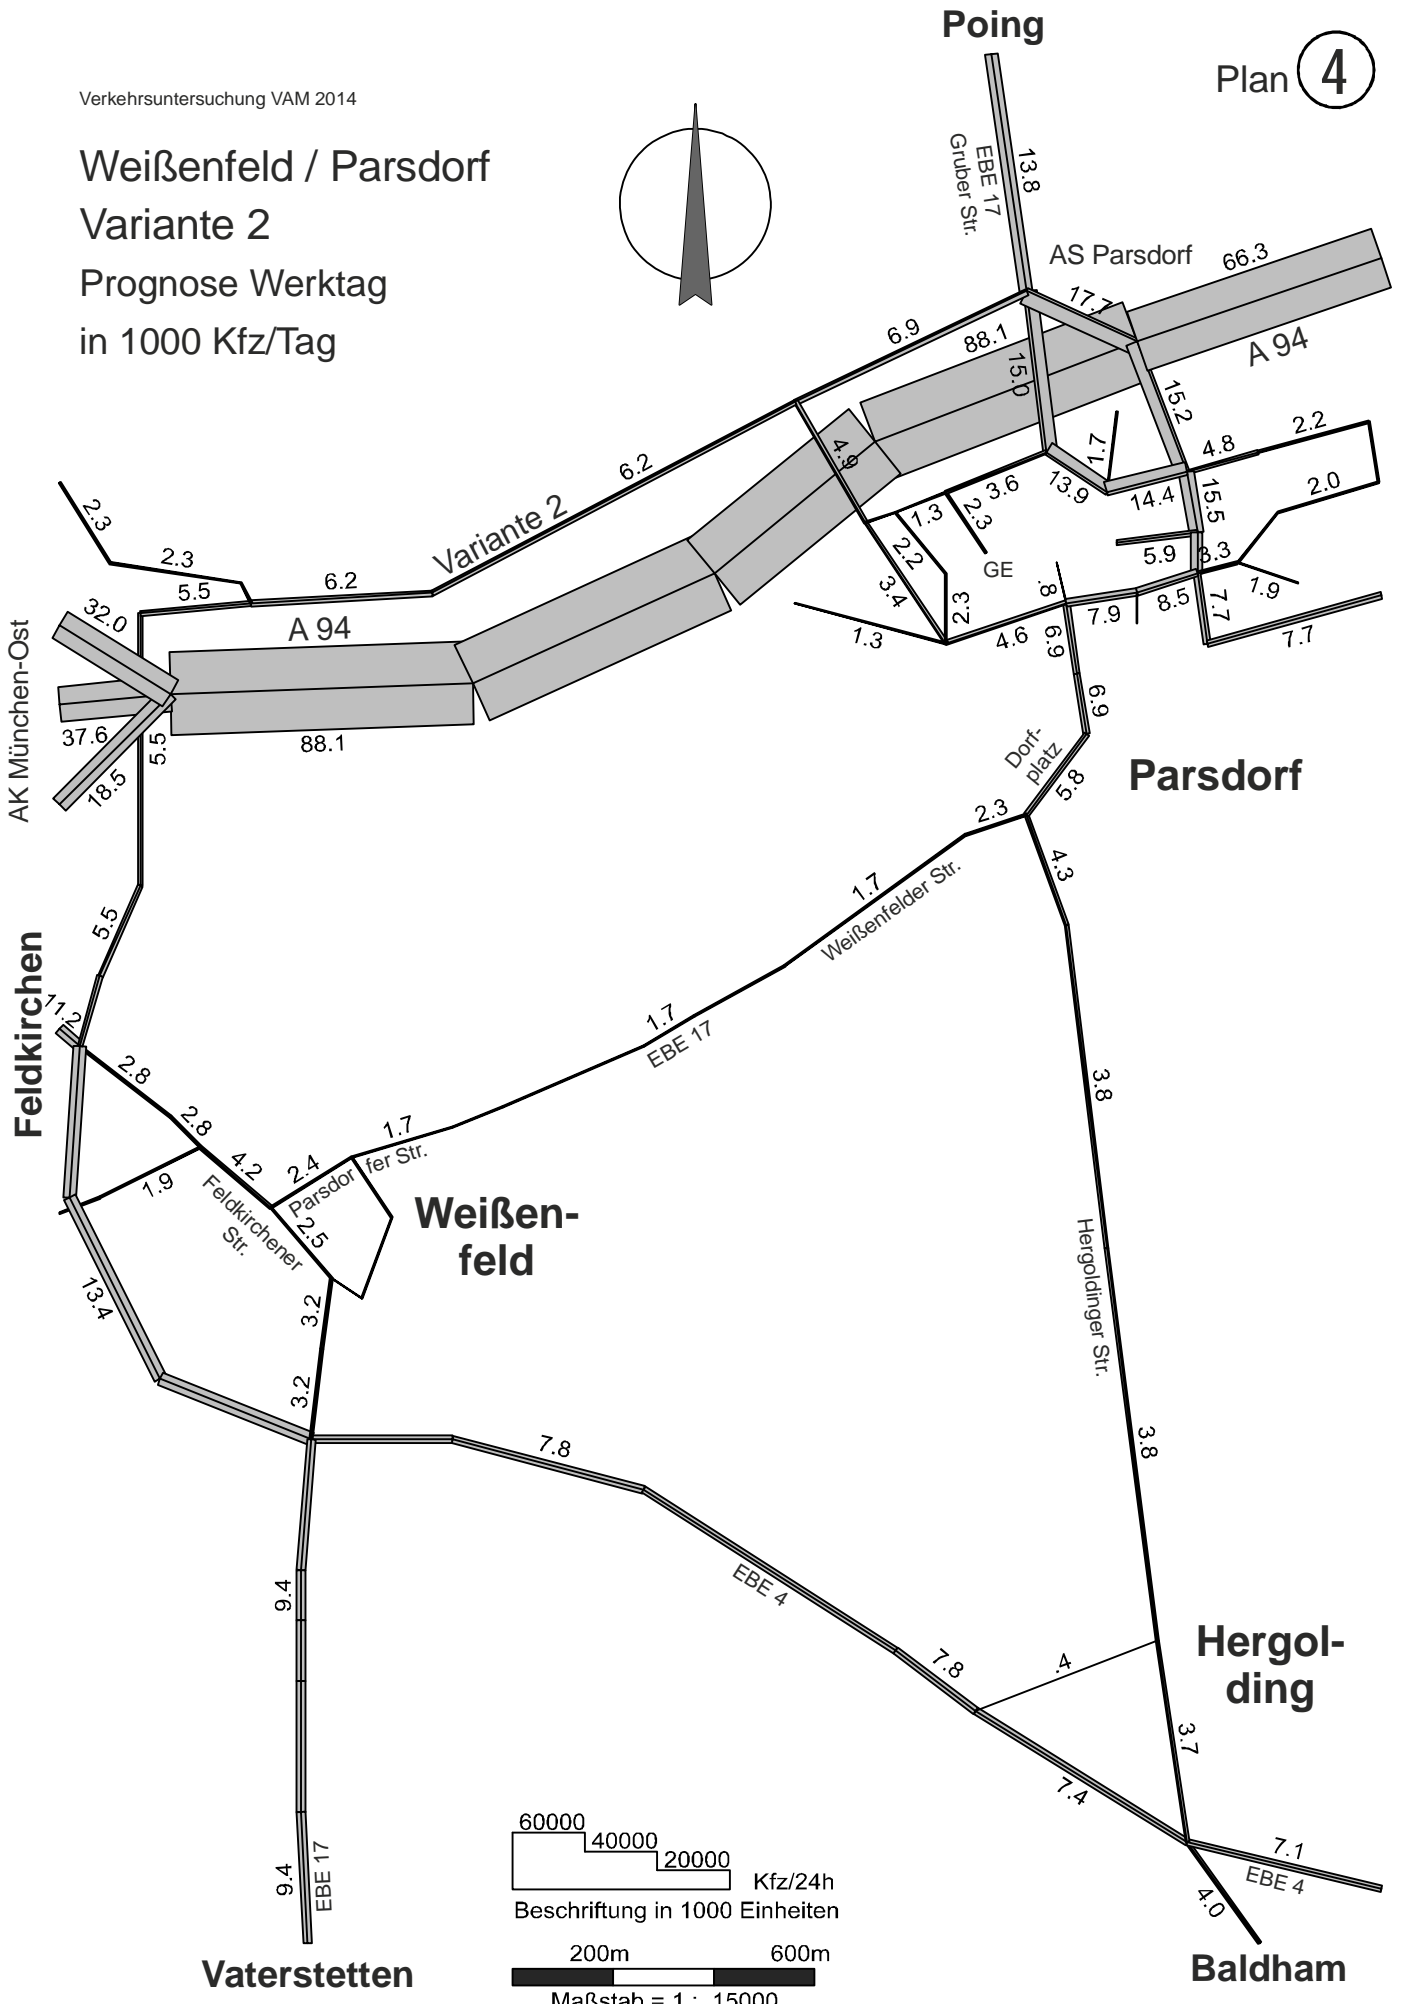 Poing
Plan 4
Verkehrsuntersuchung VAM 2014
Weißenfeld / Parsdorf
Variante 2
Prognose Werktag
in 1000 Kfz/Tag
EBE 17
Gruber Str.
13.8
AS Parsdorf
66.3
17.7
A 94
6.9
88.1
15.0
15.2
4.9
1.7
4.8
2.2
6.2
3.6
13.9
14.4
15.5
2.0
Variante 2
1.3
2.3
2.2
GE
5.9
3.3
2.3
2.3
5.5
6.2
3.4
2.3
.8
7.9
8.5
1.9
7.7
7.7
32.0
A 94
1.3
4.6
6.9
AK München-Ost
37.6
5.5
88.1
18.5
6.9
Dorf-
platz
5.8
Parsdorf
2.3
4.3
1.7
Weißenfelder Str.
5.5
Feldkirchen
11.2
1.7
EBE 17
2.8
3.8
2.8
1.7
4.2
2.4
Parsdor fer Str.
1.9
Feldkirchener
Str.
2.5
Weißen-
feld
Hergoldinger Str.
13.4
3.2
3.2
7.8
3.8
EBE 4
9.4
Hergol-
ding
7.8
.4
3.7
7.4
60000
40000
20000
Kfz/24h
Beschriftung in 1000 Einheiten
7.1
EBE 4
9.4
EBE 17
4.0
200m
600m
Vaterstetten
Baldham
Maßstab = 1 : 15000